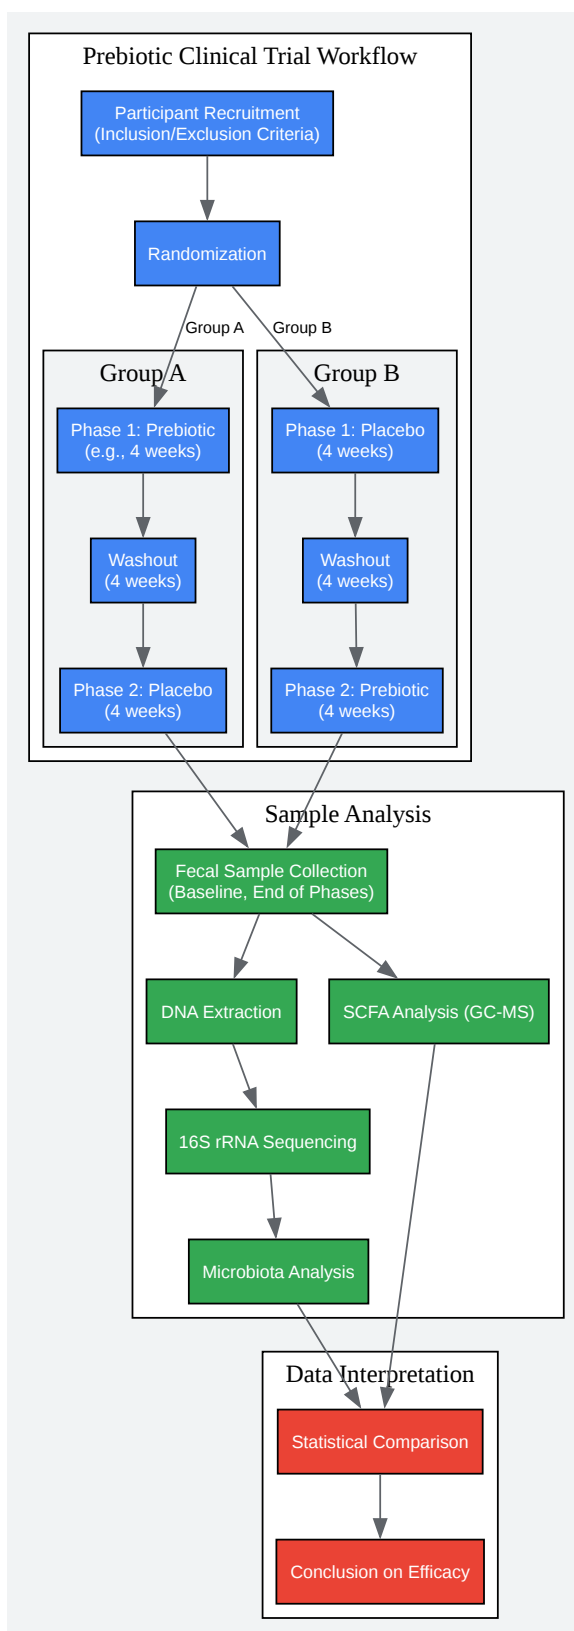 Prebiotic Clinical Trial Workflow
Participant Recruitment
(Inclusion/Exclusion Criteria)
Randomization
Group A
Group B
Group A
Phase 1: Prebiotic
(e.g., 4 weeks)
Washout
(4 weeks)
Phase 2: Placebo
(4 weeks)
Group B
Phase 1: Placebo
(4 weeks)
Washout
(4 weeks)
Phase 2: Prebiotic
(4 weeks)
Sample Analysis
Fecal Sample Collection
(Baseline, End of Phases)
DNA Extraction
SCFA Analysis (GC-MS)
16S rRNA Sequencing
Microbiota Analysis
Data Interpretation
Statistical Comparison
Conclusion on Efficacy